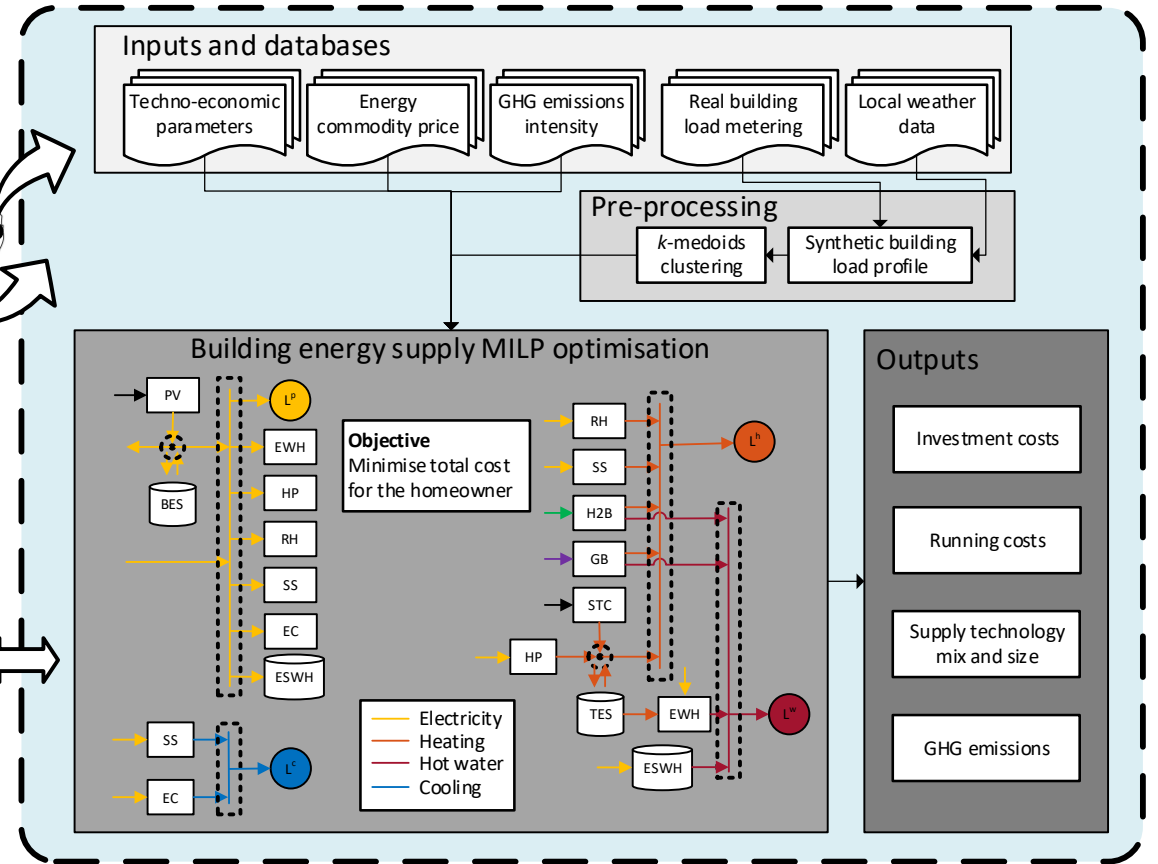 Inputs and databases
Techno-economic
parameters
Energy
commodity price
GHG emissions
intensity
Real building
load metering
Local weather
data
Pre-processing
k-medoids
clustering
Synthetic building
load profile
Building energy supply MILP optimisation
PV
BES
Lp
EWH
HP
RH
SS
EC
ESWH
Objective
Minimise total cost
for the homeowner
RH
SS
H2B
GB
STC
HP
TES
EWH
ESWH
Lh
Lw
SS
EC
Lc
Electricity
Heating
Hot water
Cooling
Outputs
Investment costs
Running costs
Supply technology
mix and size
GHG emissions